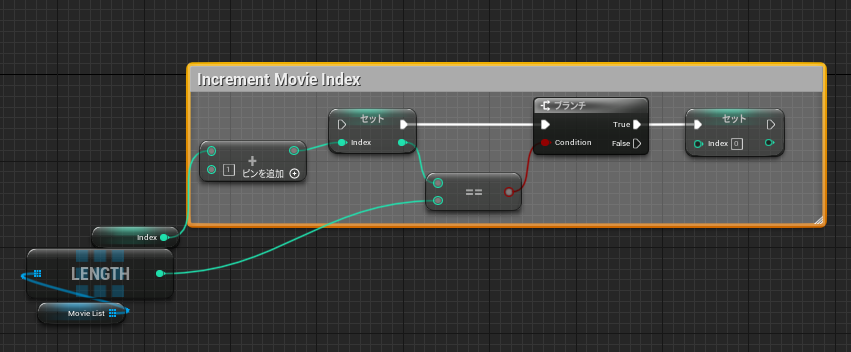 Increment Movie Index
セット
Index
1
ピンを追加
ブランチ
True
Condition
False
セット
Index 0
==
Index
LENGTH
Movie List